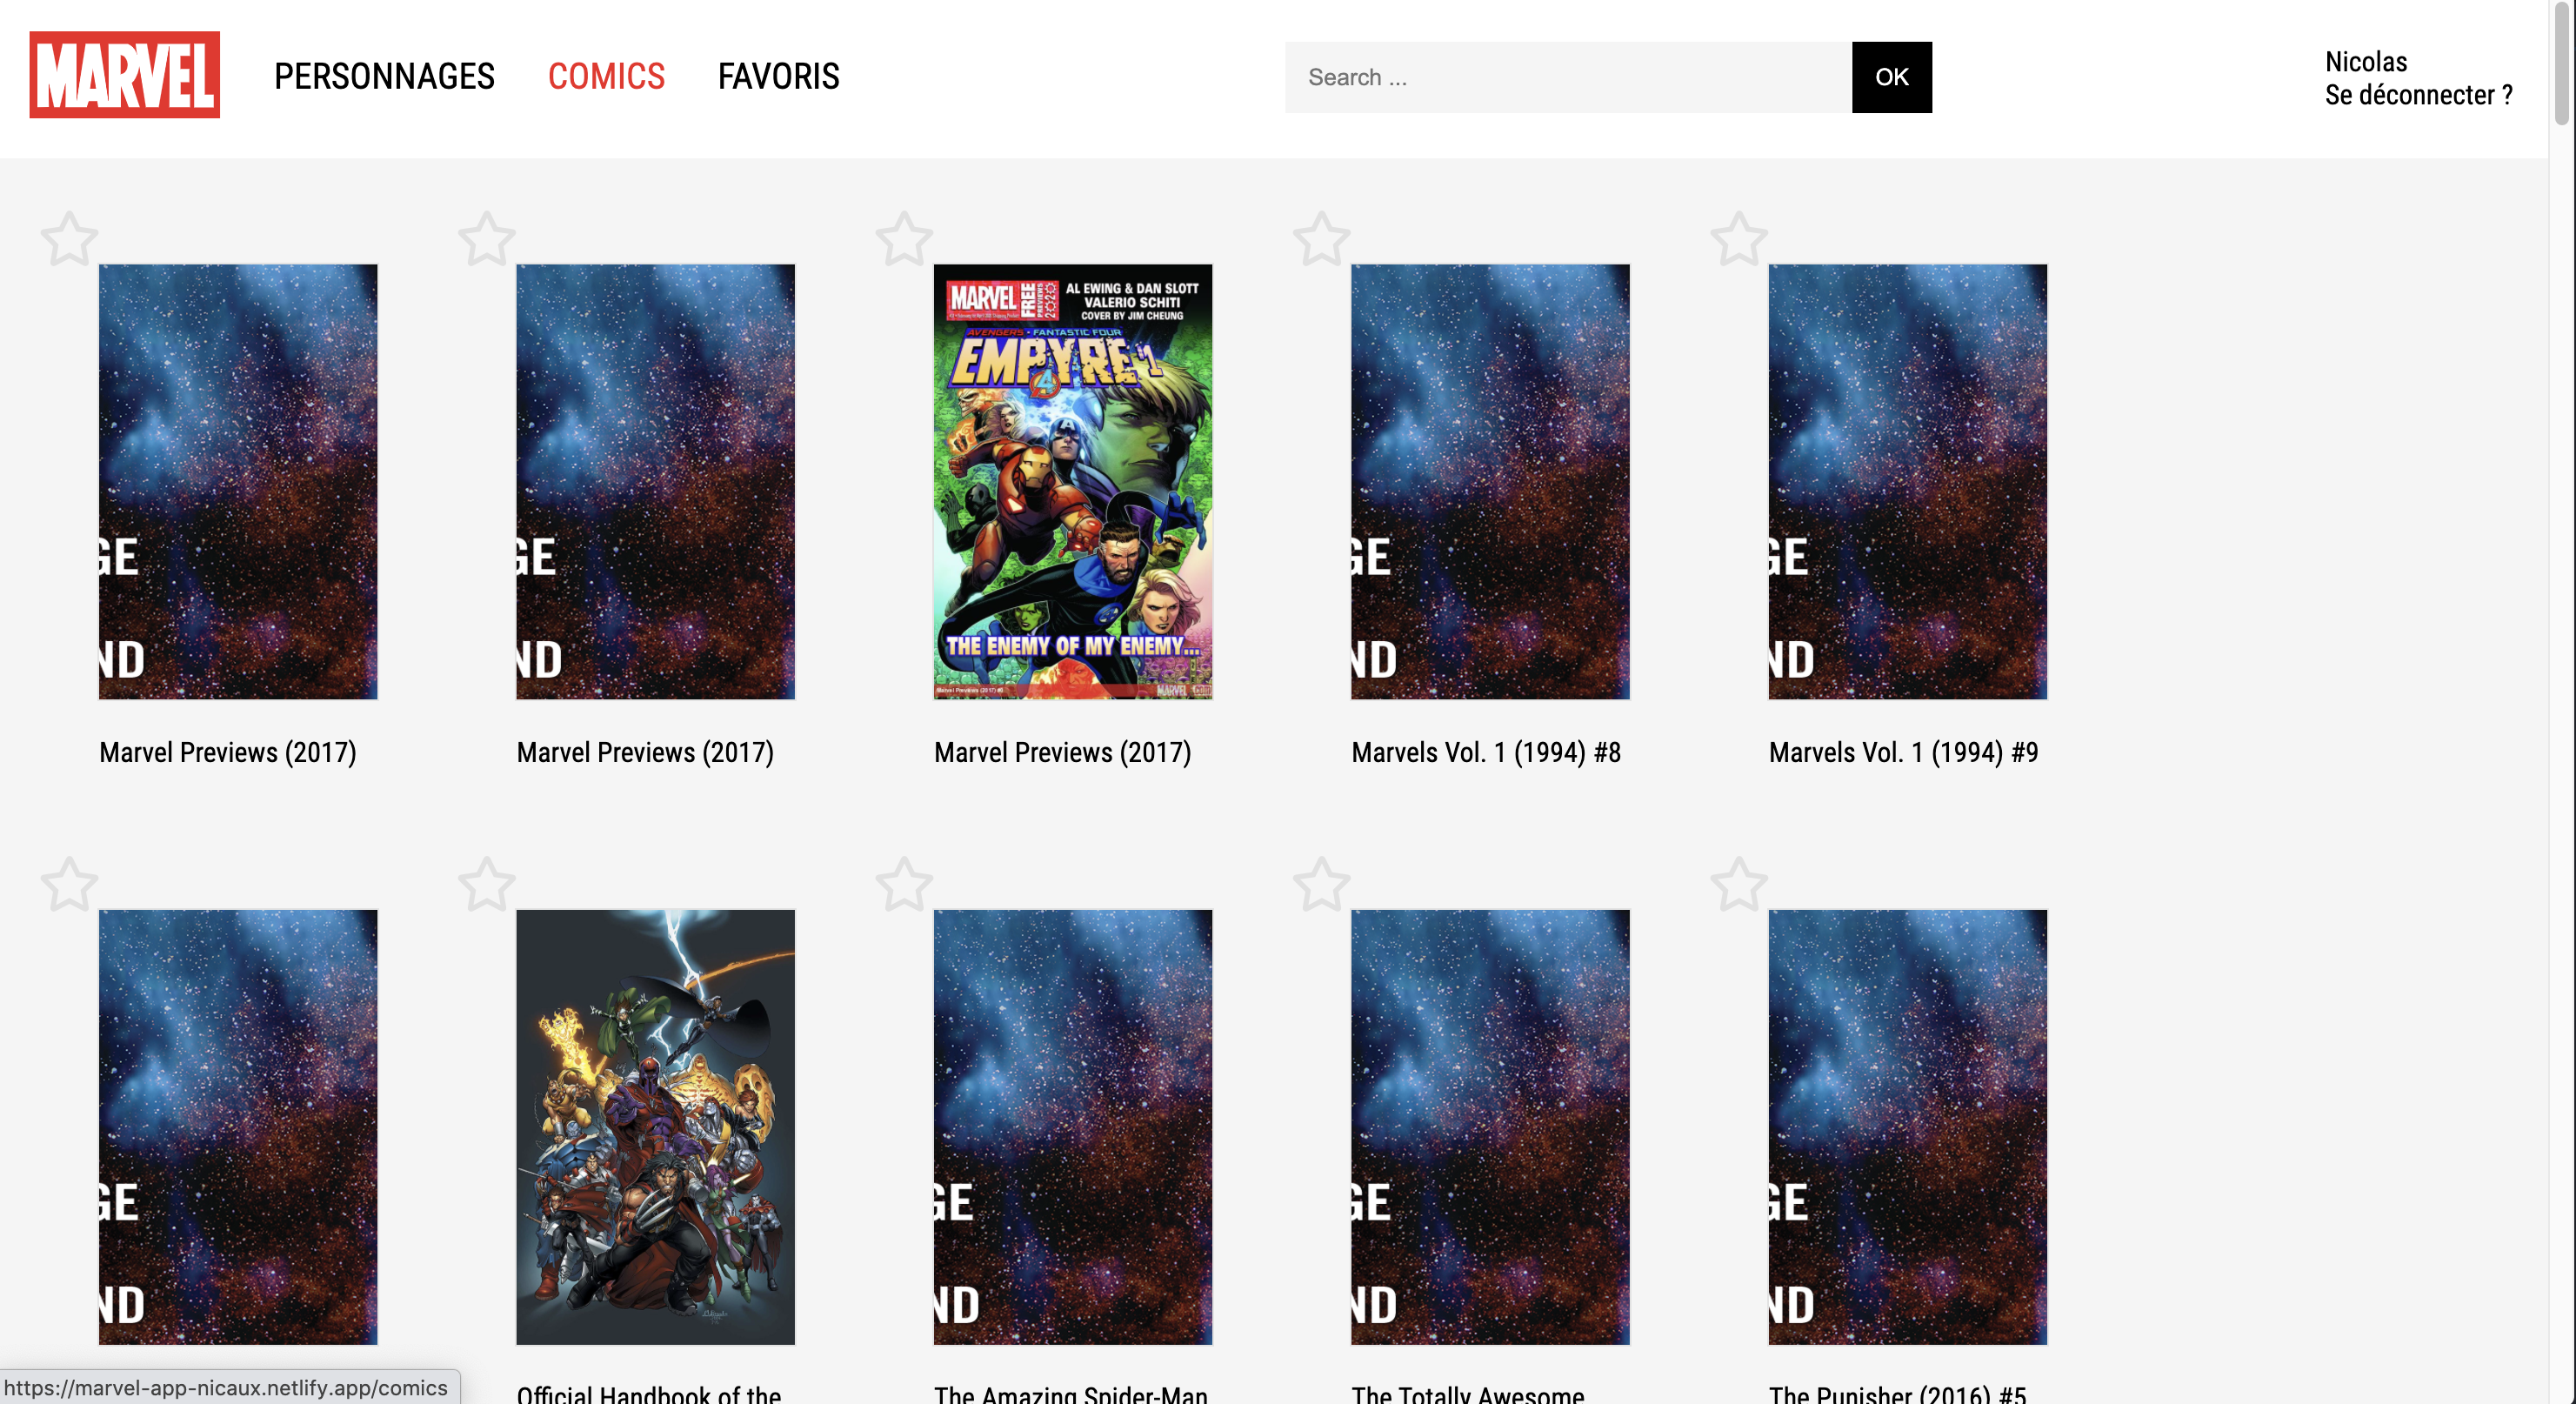 MARVEL
PERSONNAGES
COMICS
FAVORIS
Search ...
OK
Nicolas
Se déconnecter ?
GE
ND
GE
ND
MARVEL
FREE
PREVIEWS
2020
AL EWING & DAN SLOTT
VALERIO SCHITI
COVER BY JIM CHEUNG
AVENGERS • FANTASTIC FOUR
EMPYRE #1
THE ENEMY OF MY ENEMY...
Marvel Previews (2017)
MARVEL
GE
ND
GE
ND
Marvel Previews (2017)
Marvel Previews (2017)
Marvel Previews (2017)
Marvels Vol. 1 (1994) #8
Marvels Vol. 1 (1994) #9
GE
ND
GE
ND
GE
ND
GE
ND
Official Handbook of the
The Amazing Spider-Man
The Totally Awesome
The Punisher (2016) #5
https://marvel-app-nicaux.netlify.app/comics